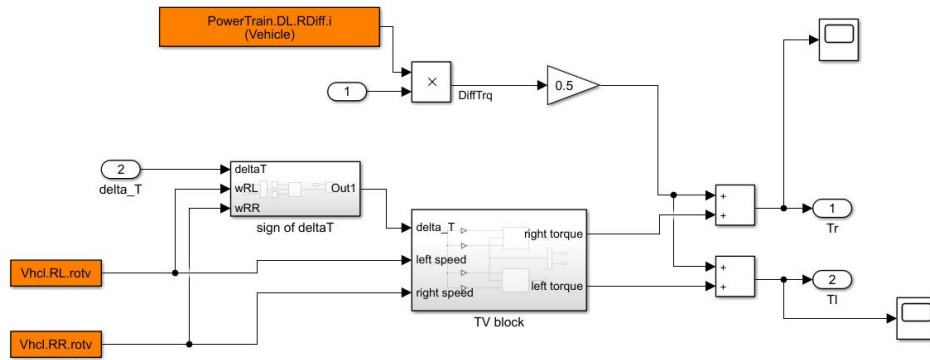 PowerTrain.DL.RDiff.i
(Vehicle)
1
×
DiffTrq
0.5
2
delta_T
deltaT
wRL
wRR
Out1
sign of deltaT
delta_T
left speed
right speed
right torque
left torque
TV block
Vhcl.RL.rotv
Vhcl.RR.rotv
+
+
1
Tr
+
+
2
Tl